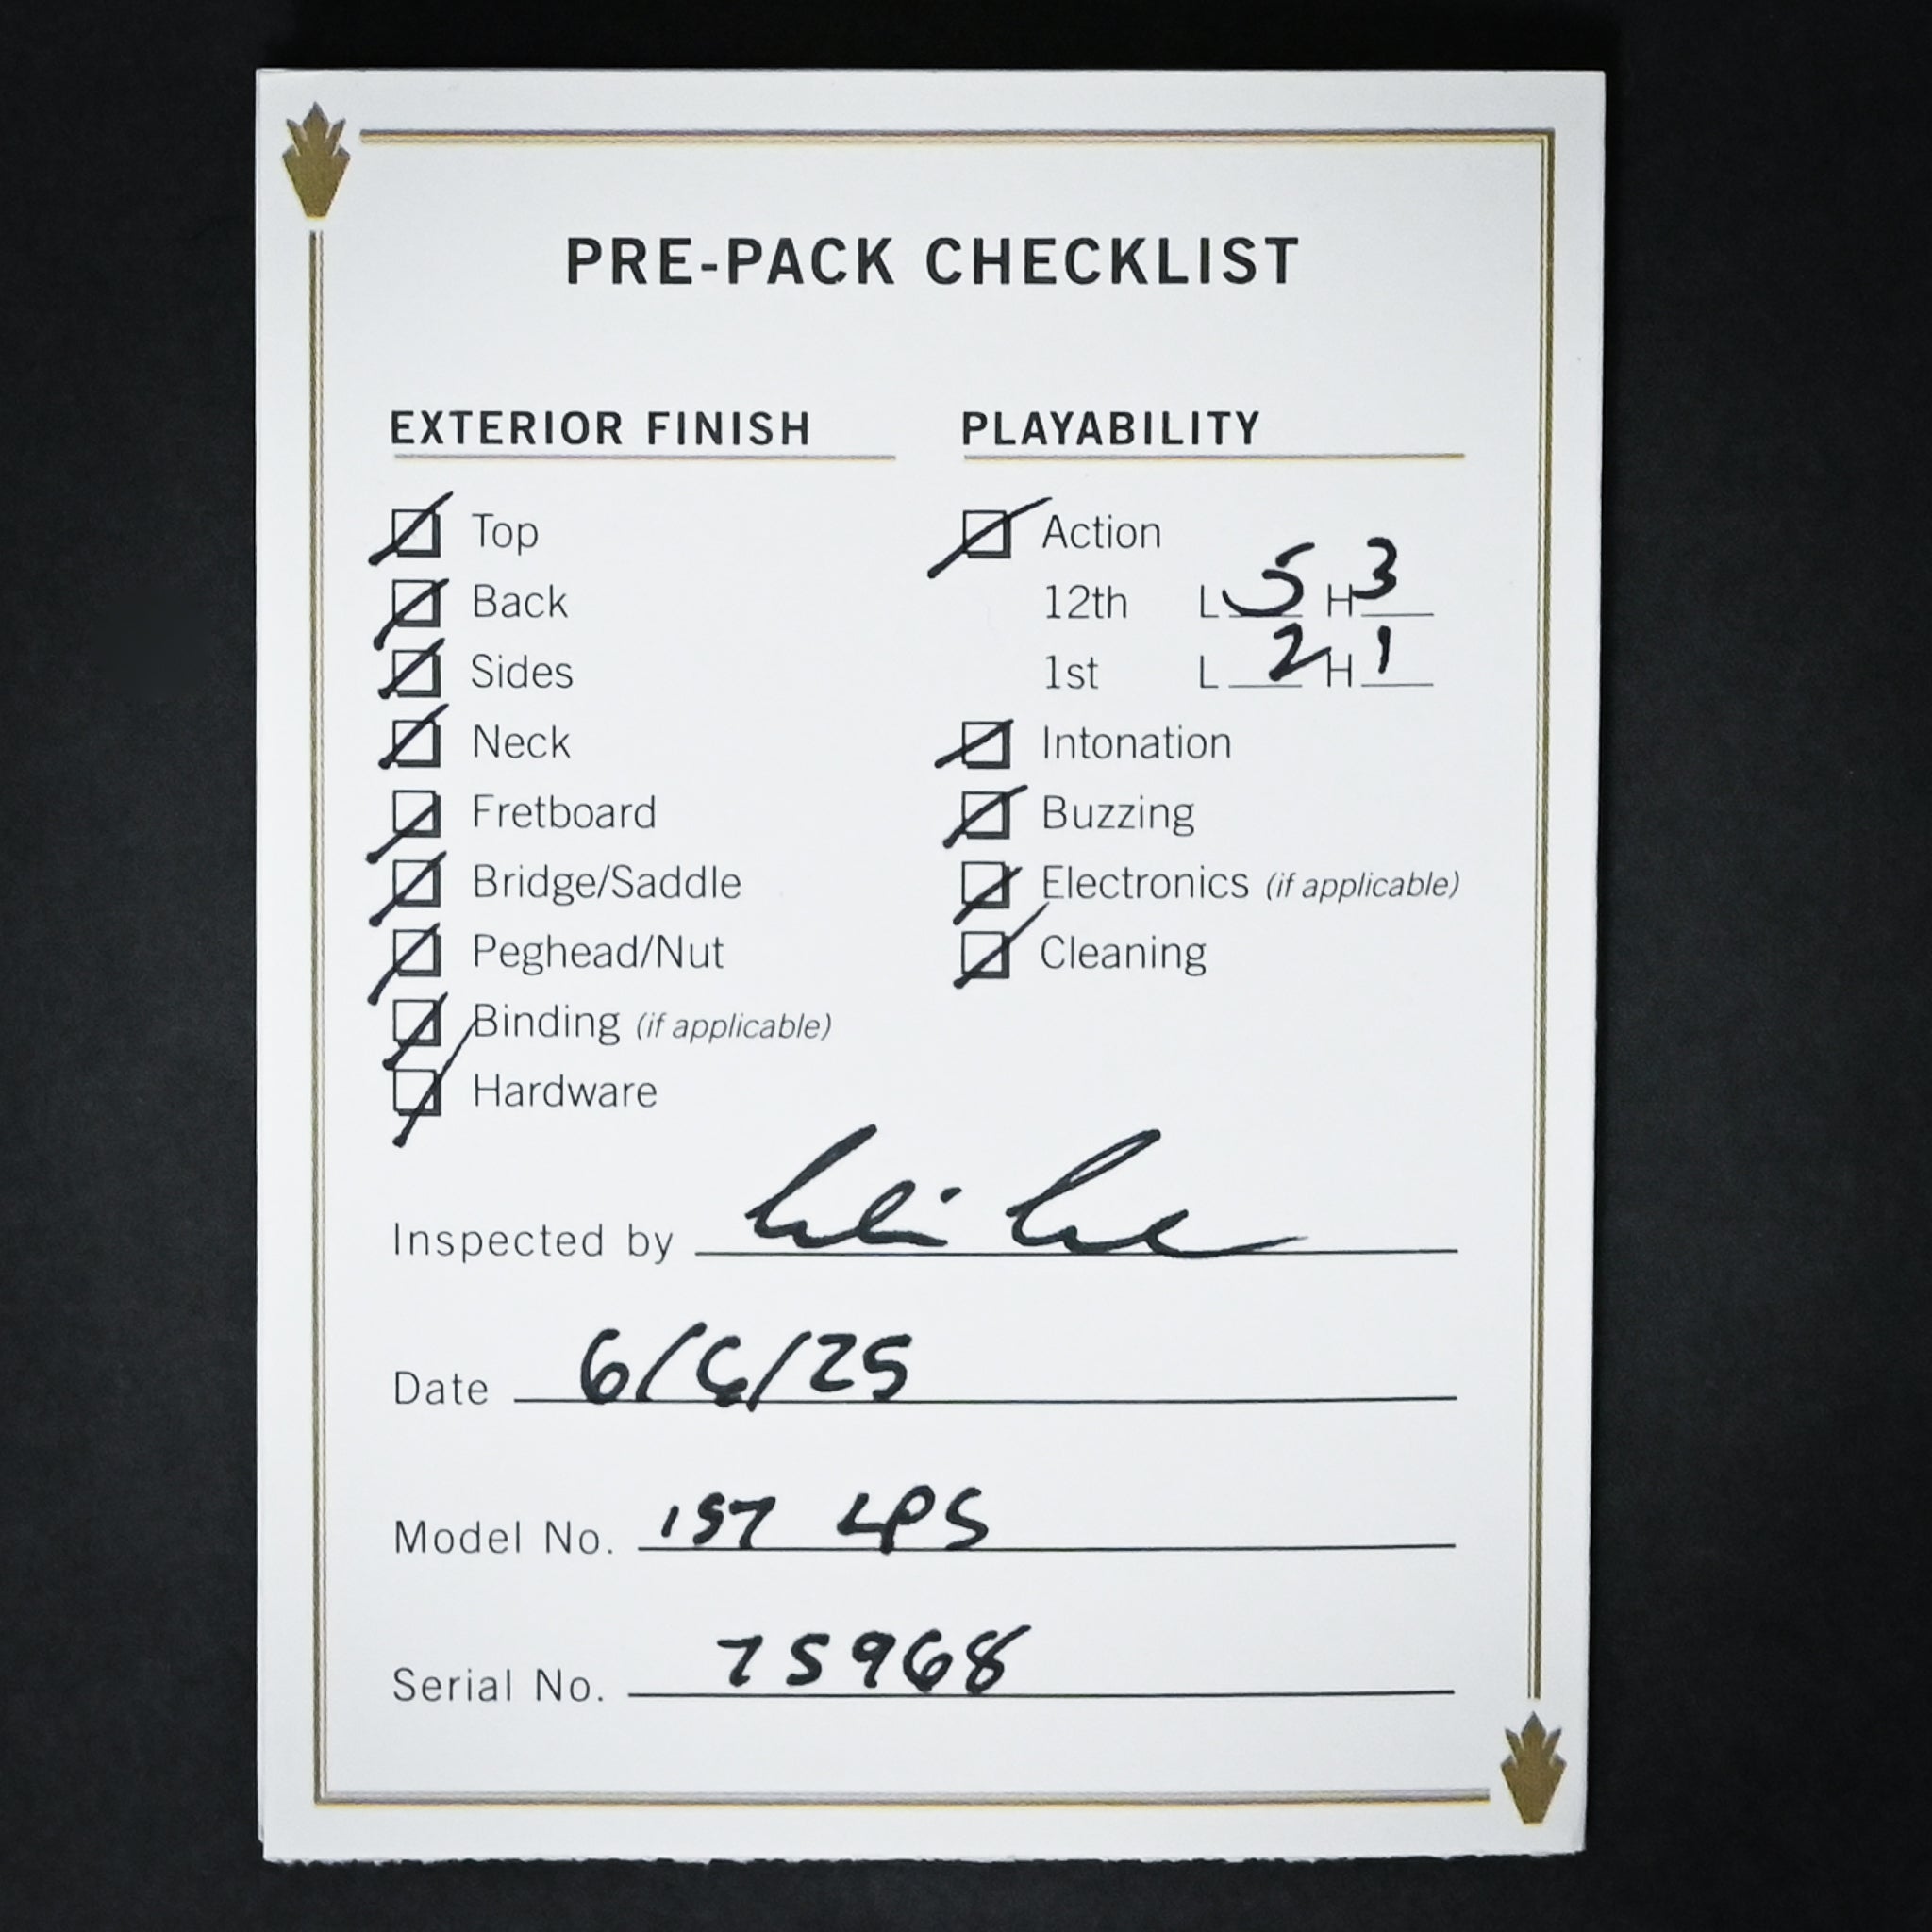 PRE-PACK CHECKLIST
EXTERIOR FINISH
Top
Back
Sides
Neck
Fretboard
Bridge/Saddle
Peghead/Nut
Binding (if applicable)
Hardware
PLAYABILITY
Action
12th L 5 H 3
1st L 2 H 1
Intonation
Buzzing
Electronics (if applicable)
Cleaning
Inspected by
Date 6/6/25
Model No. 1ST LPS
Serial No. 75968